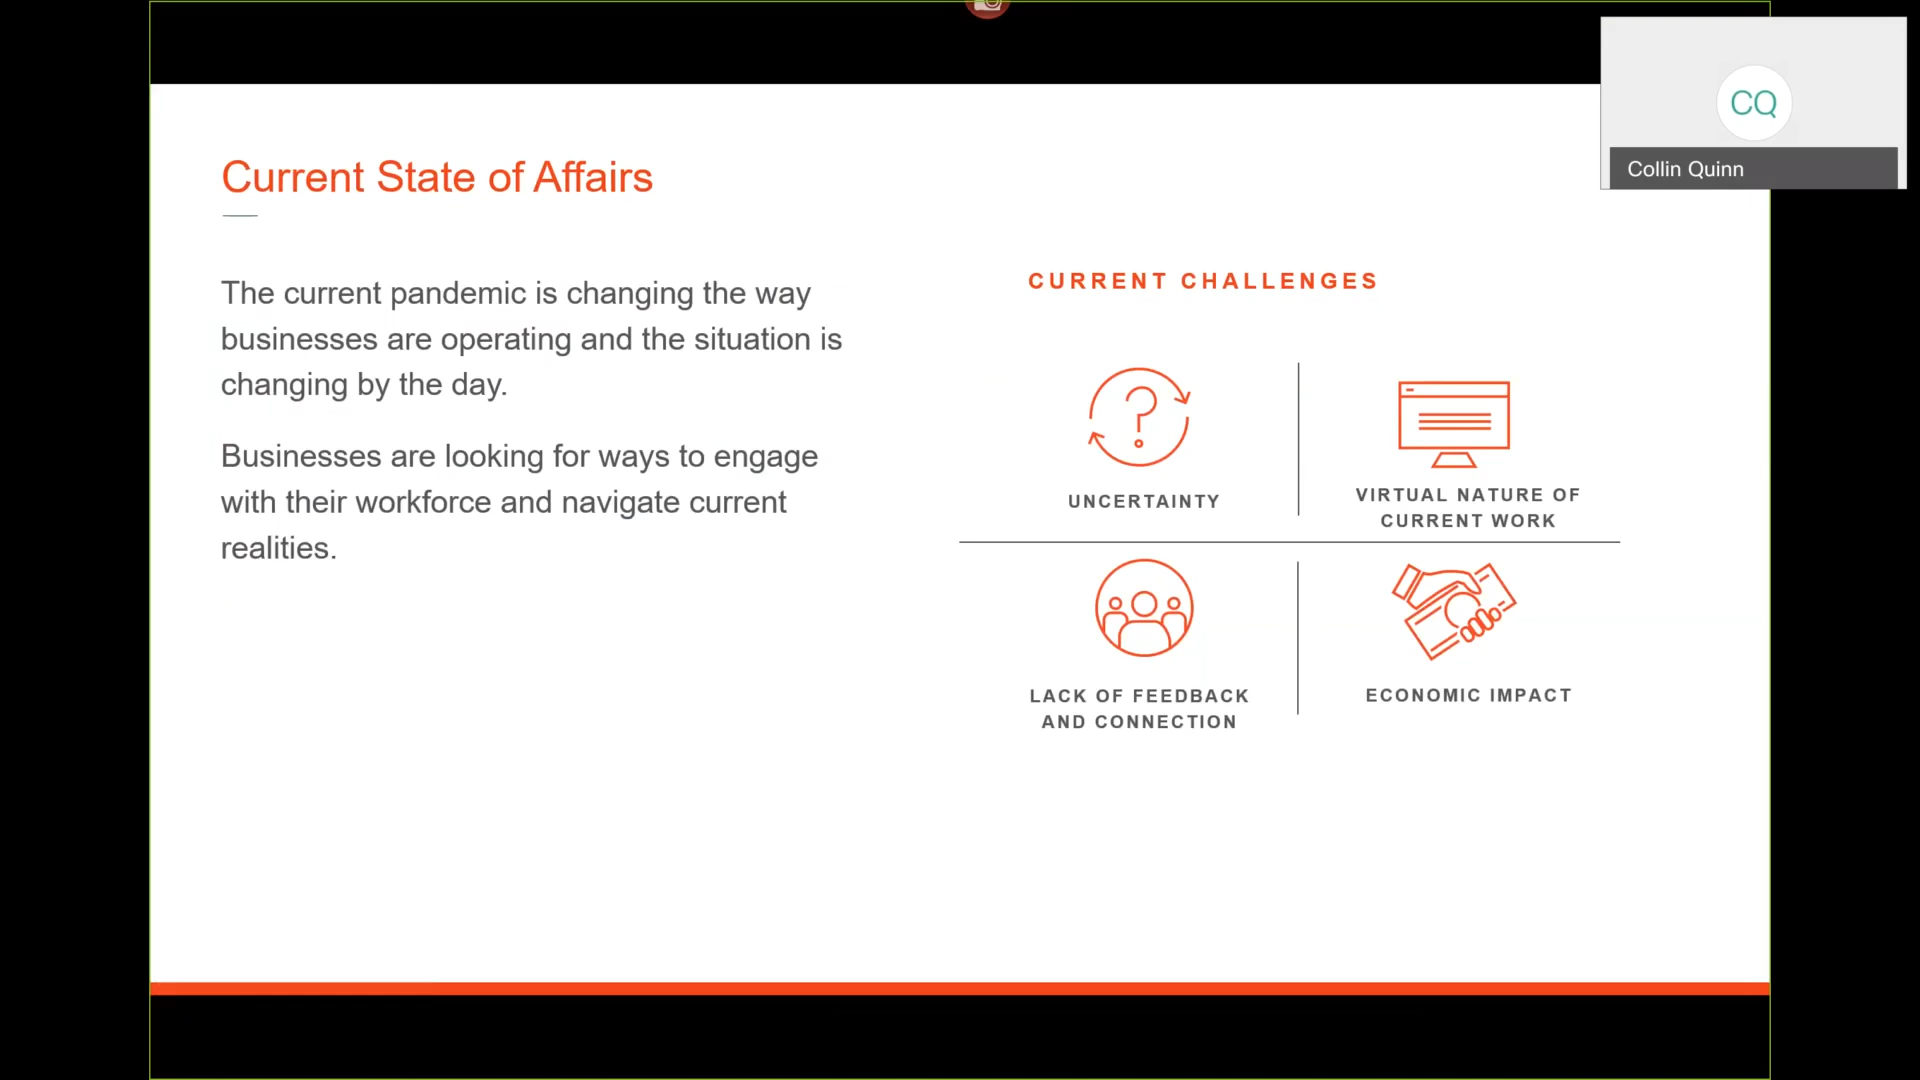 CQ
Collin Quinn
Current State of Affairs
The current pandemic is changing the way
businesses are operating and the situation is
changing by the day.
Businesses are looking for ways to engage
with their workforce and navigate current
realities.
CURRENT CHALLENGES
UNCERTAINTY
VIRTUAL NATURE OF
CURRENT WORK
LACK OF FEEDBACK
AND CONNECTION
ECONOMIC IMPACT